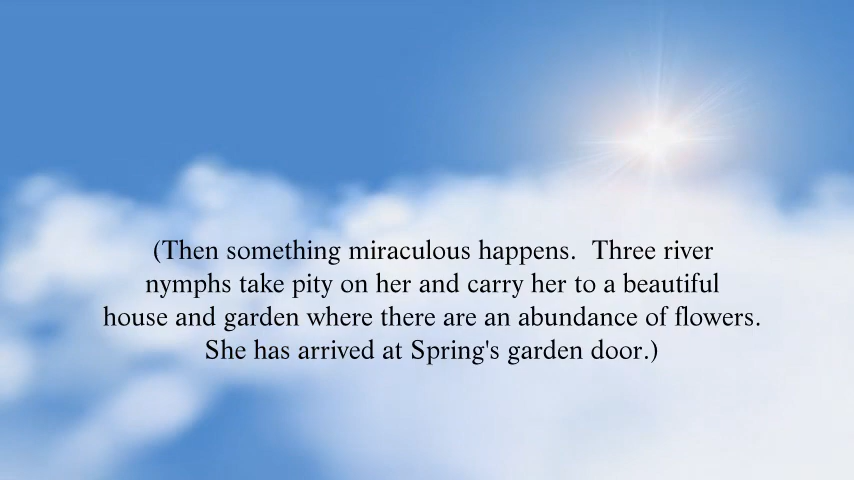 (Then something miraculous happens.  Three river
nymphs take pity on her and carry her to a beautiful
house and garden where there are an abundance of flowers.
She has arrived at Spring's garden door.)